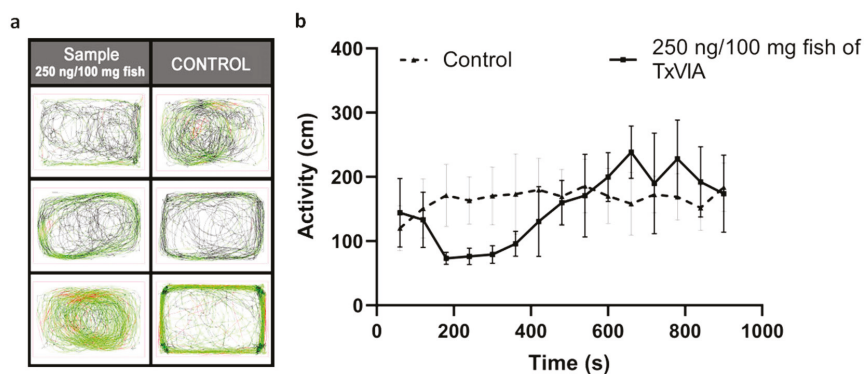 a
Sample
250 ng/100 mg fish
CONTROL
b
400
300
200
100
0
Activity (cm)
Control
250 ng/100 mg fish of
TxVIA
0
200
400
600
800
1000
Time (s)